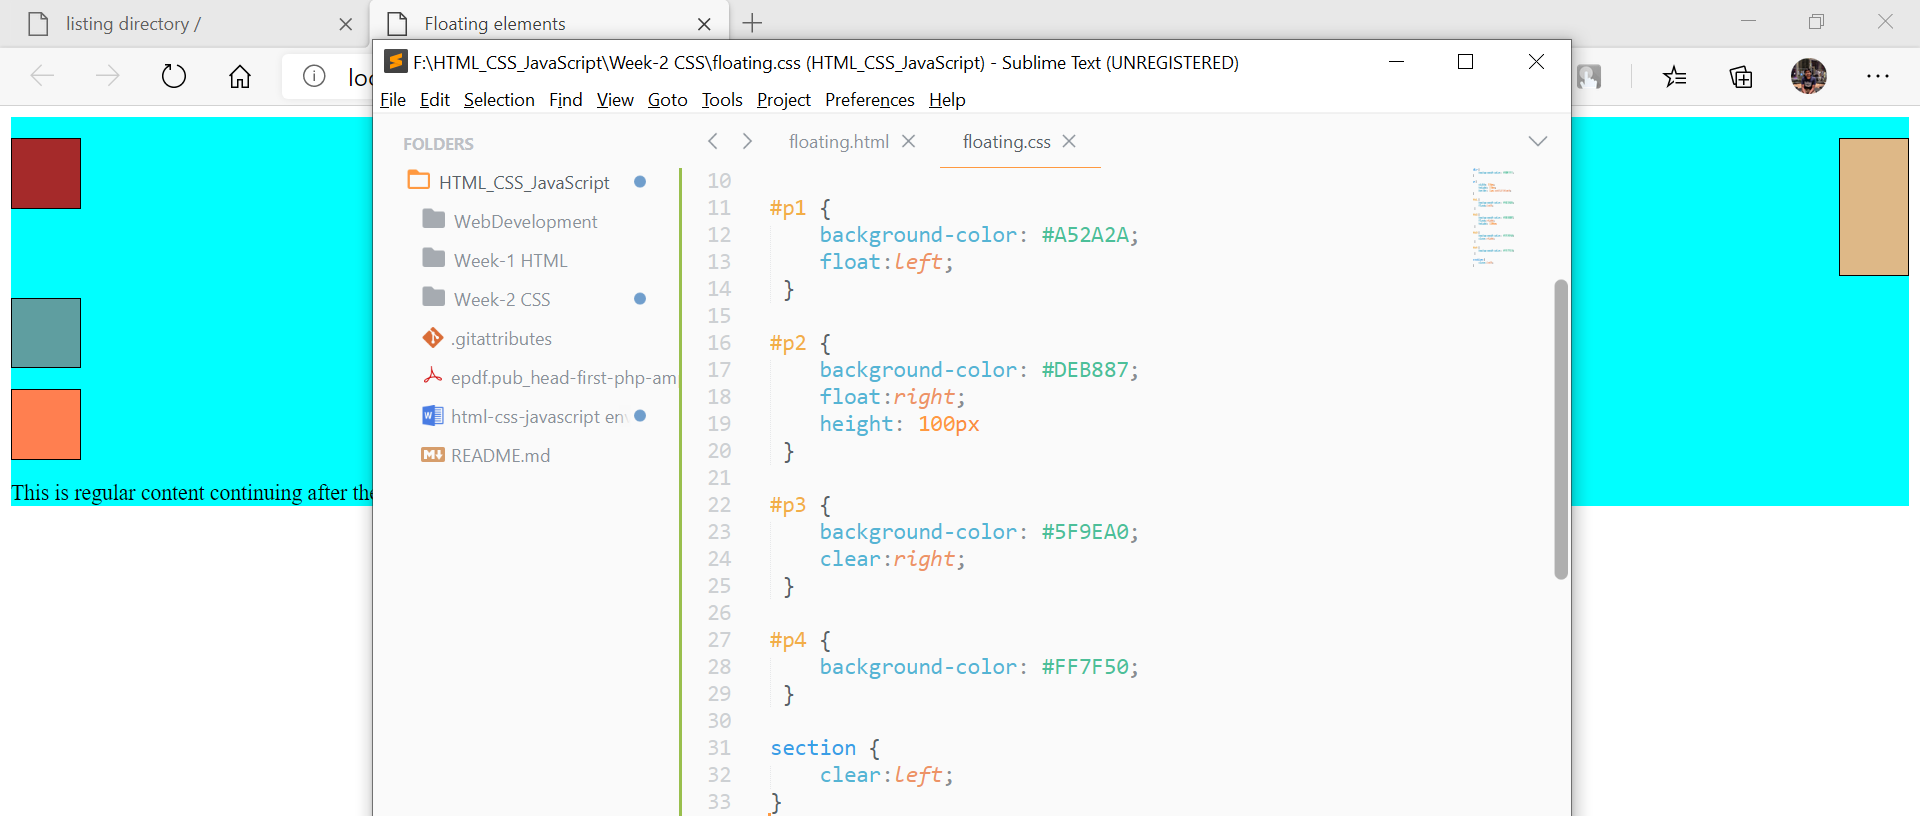 listing directory /
Floating elements
F:\HTML_CSS_JavaScript\Week-2 CSS\floating.css (HTML_CSS_JavaScript) - Sublime Text (UNREGISTERED)
loc
File Edit Selection Find View Goto Tools Project Preferences Help
FOLDERS
HTML_CSS_JavaScript
WebDevelopment
Week-1 HTML
Week-2 CSS
.gitattributes
epdf.pub_head-first-php-am
html-css-javascript en
README.md
floating.html
floating.css
10
11 #p1 {
12     background-color: #A52A2A;
13     float:left;
14  }
15
16 #p2 {
17     background-color: #DEB887;
18     float:right;
19     height: 100px
20  }
21
22 #p3 {
23     background-color: #5F9EA0;
24     clear:right;
25  }
26
27 #p4 {
28     background-color: #FF7F50;
29  }
30
31 section {
32     clear:left;
33 }
This is regular content continuing after the